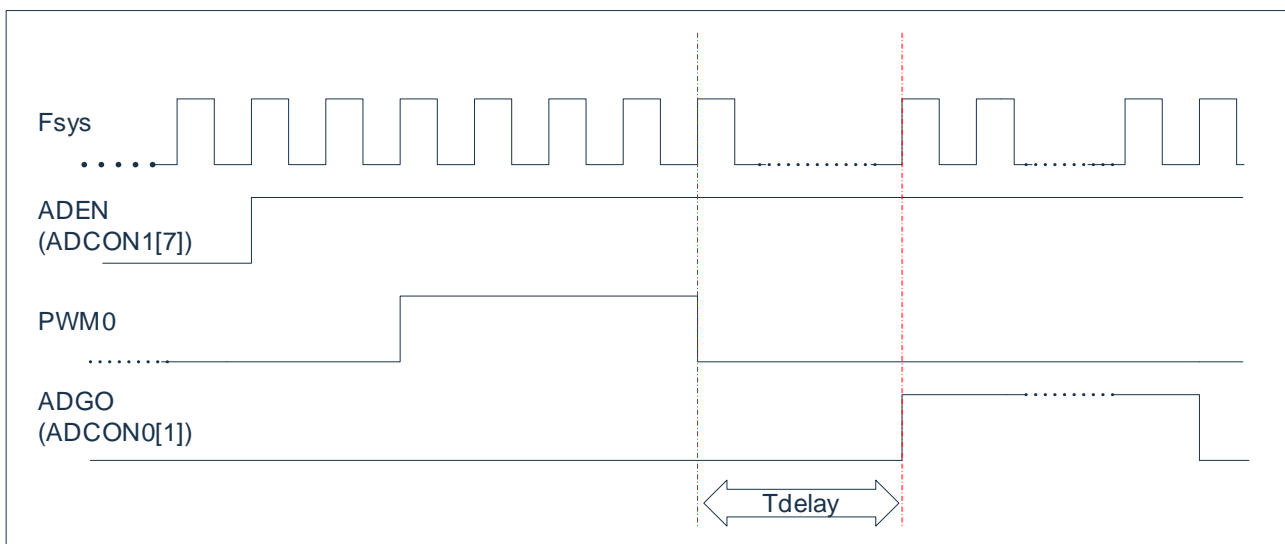 Fsys
ADEN
(ADCON1[7])
PWM0
ADGO
(ADCON0[1])
Tdelay